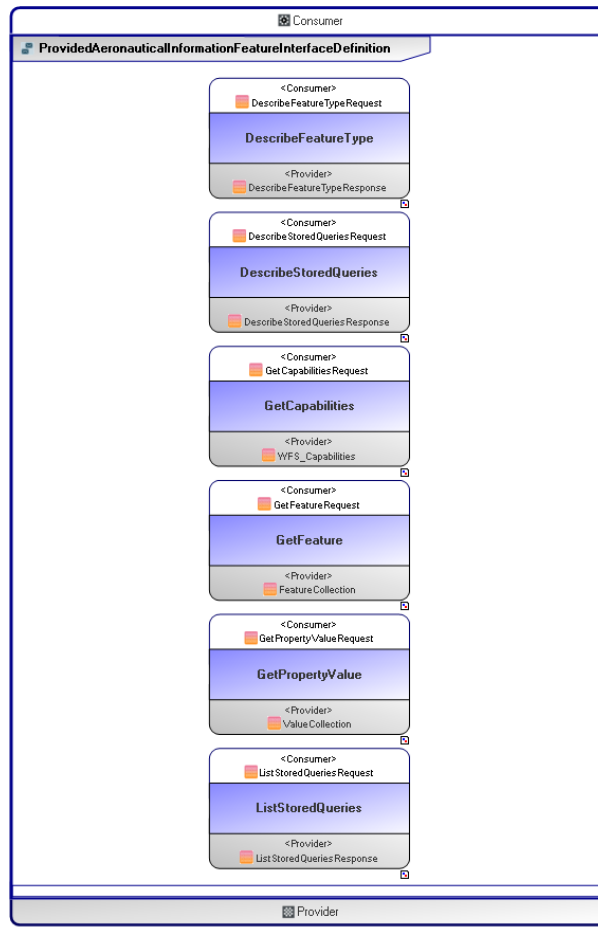 Consumer
ProvidedAeronauticalInformationFeatureInterfaceDefinition
<Consumer>
DescribeFeatureTypeRequest
DescribeFeatureType
<Provider>
DescribeFeatureTypeResponse
<Consumer>
DescribeStoredQueriesRequest
DescribeStoredQueries
<Provider>
DescribeStoredQueriesResponse
<Consumer>
GetCapabilitiesRequest
GetCapabilities
<Provider>
WFS_Capabilities
<Consumer>
GetFeatureRequest
GetFeature
<Provider>
FeatureCollection
<Consumer>
GetPropertyValueRequest
GetPropertyValue
<Provider>
ValueCollection
<Consumer>
ListStoredQueriesRequest
ListStoredQueries
<Provider>
ListStoredQueriesResponse
Provider